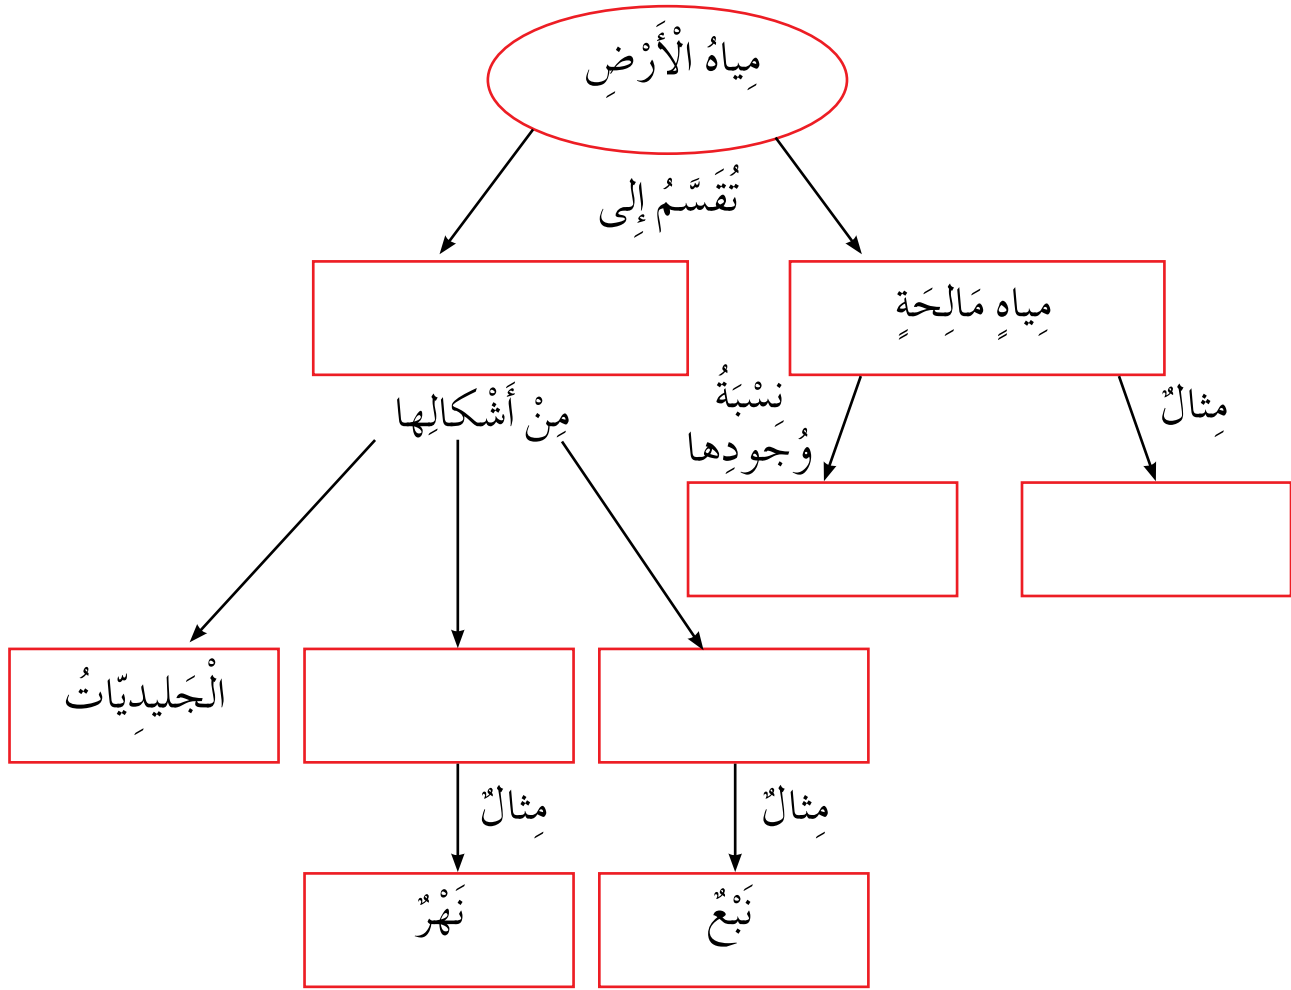 مِياهُ الْأَرْضِ
تُقَسَّمُ إِلى
مِياهٍ مَالِحَةٍ
مِثالٌ
نِسْبَةُ
وُجودِها
مِنْ أَشْكالِها
الْجَليدِيّاتُ
مِثالٌ
مِثالٌ
نَبْعٌ
نَهْرٌ